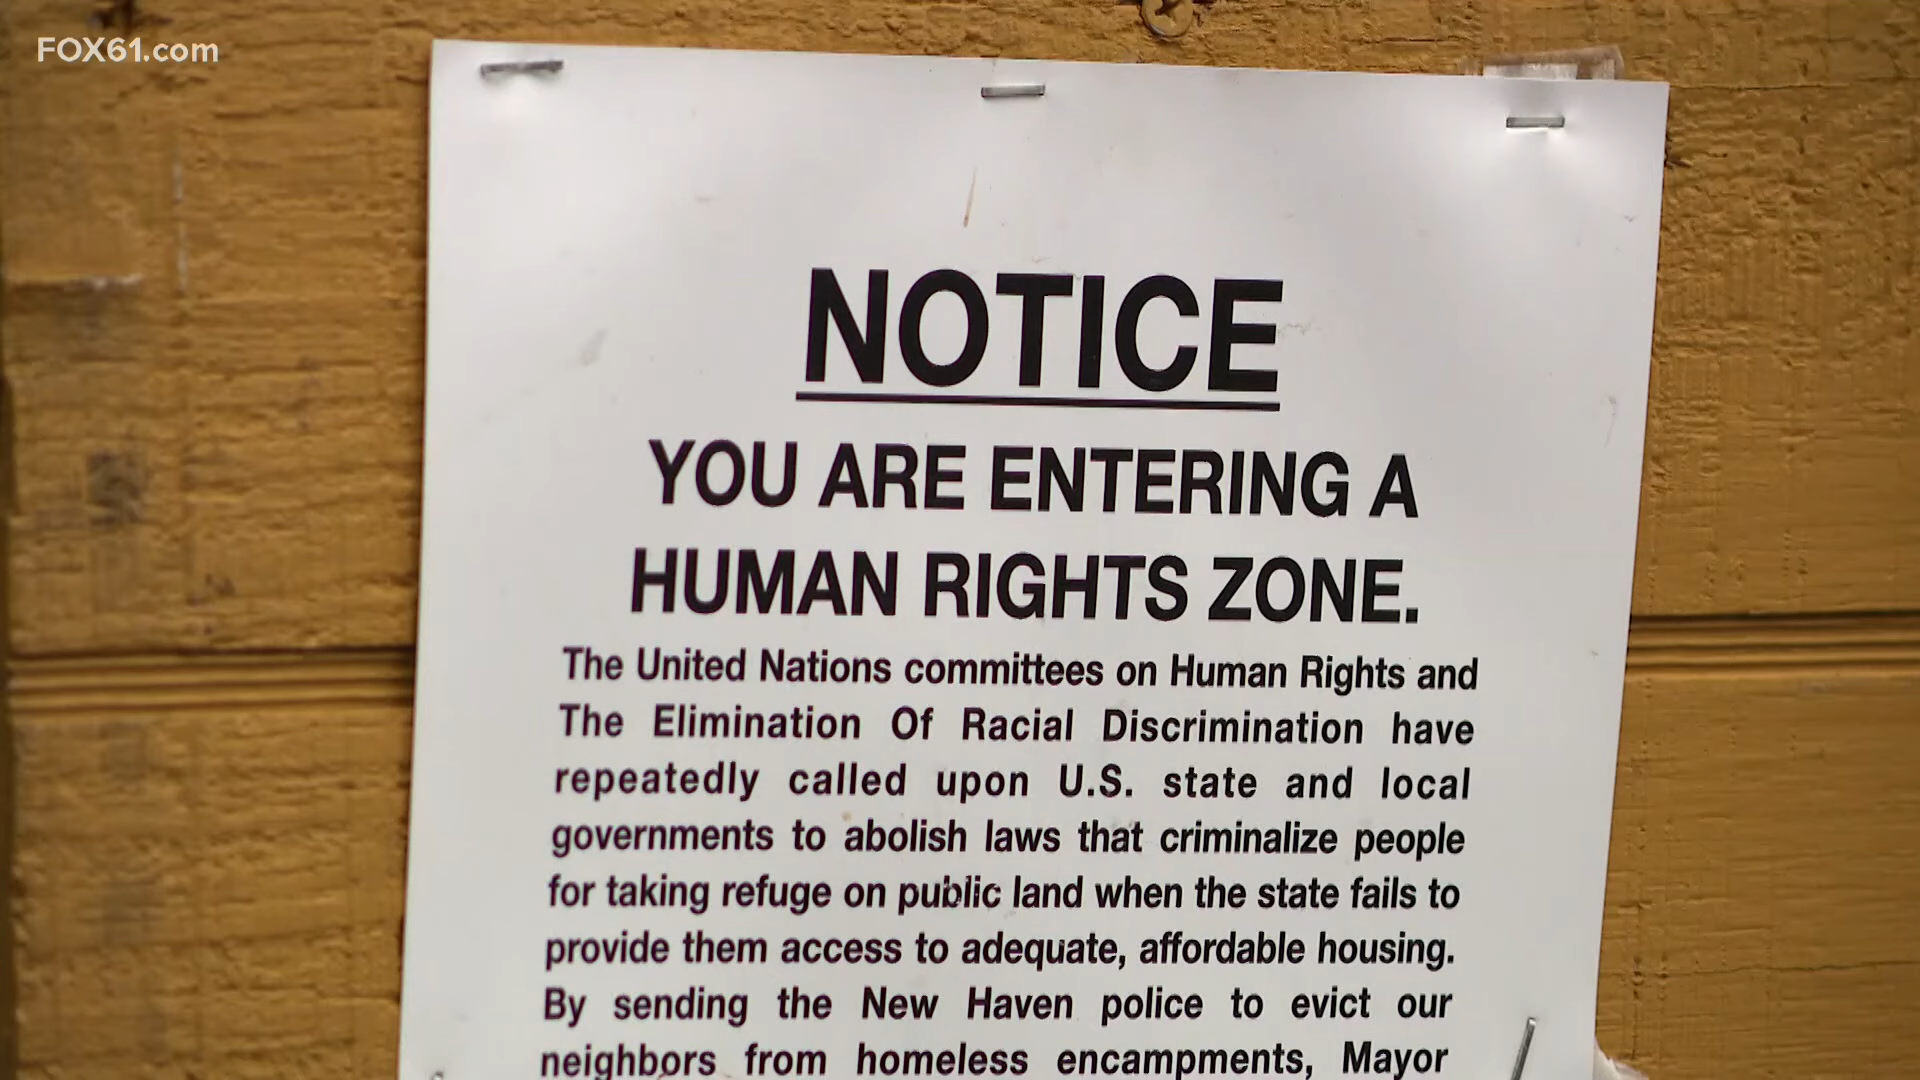 FOX61.com
NOTICE
YOU ARE ENTERING A
HUMAN RIGHTS ZONE.
The United Nations committees on Human Rights and
The Elimination Of Racial Discrimination have
repeatedly called upon U.S. state and local
governments to abolish laws that criminalize people
for taking refuge on public land when the state fails to
provide them access to adequate, affordable housing.
By sending the New Haven police to evict our
neighbors from homeless encampments, Mayor